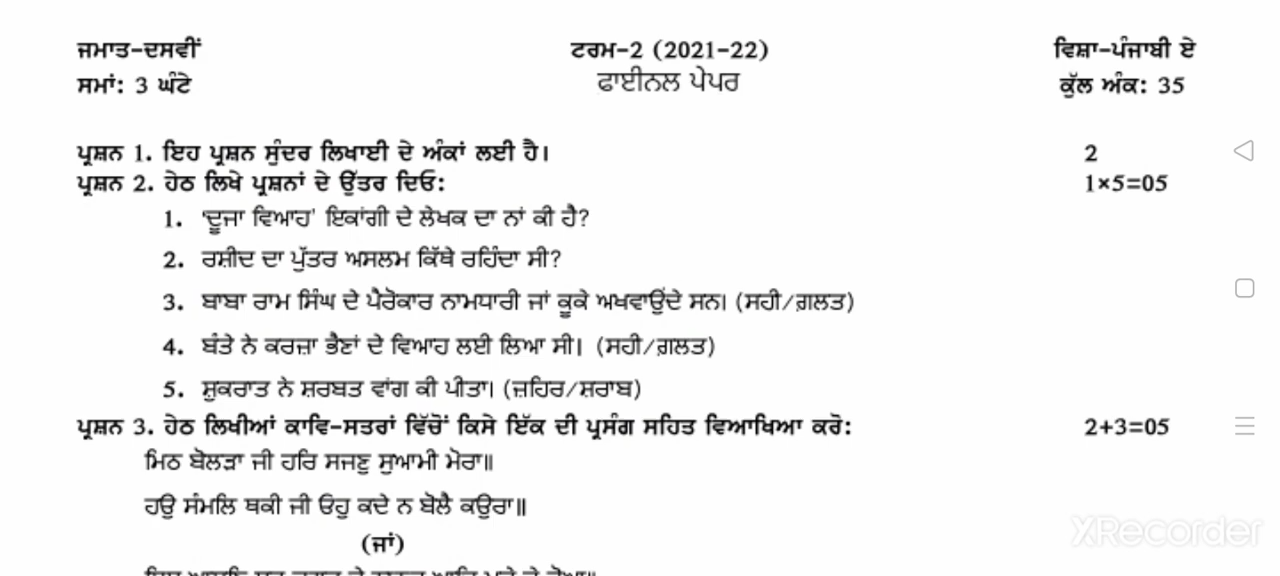 ਜਮਾਤ-ਦਸਵੀਂ ਟਰਮ-2 (2021-22) ਵਿਸ਼ਾ-ਪੰਜਾਬੀ ਏ
ਸਮਾਂ: 3 ਘੰਟੇ ਫਾਈਨਲ ਪੇਪਰ ਕੁੱਲ ਅੰਕ: 35
ਪ੍ਰਸ਼ਨ 1. ਇਹ ਪ੍ਰਸ਼ਨ ਸੁੰਦਰ ਲਿਖਾਈ ਦੇ ਅੰਕਾਂ ਲਈ ਹੈ। 2
ਪ੍ਰਸ਼ਨ 2. ਹੇਠ ਲਿਖੇ ਪ੍ਰਸ਼ਨਾਂ ਦੇ ਉੱਤਰ ਦਿਓ: 1×5=05
1. 'ਦੂਜਾ ਵਿਆਹ' ਇਕਾਂਗੀ ਦੇ ਲੇਖਕ ਦਾ ਨਾਂ ਕੀ ਹੈ?
2. ਰਸ਼ੀਦ ਦਾ ਪੁੱਤਰ ਅਸਲਮ ਕਿੱਥੇ ਰਹਿੰਦਾ ਸੀ?
3. ਬਾਬਾ ਰਾਮ ਸਿੰਘ ਦੇ ਪੈਰੋਕਾਰ ਨਾਮਧਾਰੀ ਜਾਂ ਕੂਕੇ ਅਖਵਾਉਂਦੇ ਸਨ। (ਸਹੀ/ਗ਼ਲਤ)
4. ਬੰਤੇ ਨੇ ਕਰਜ਼ਾ ਭੈਣਾਂ ਦੇ ਵਿਆਹ ਲਈ ਲਿਆ ਸੀ। (ਸਹੀ/ਗ਼ਲਤ)
5. ਸ਼ੁਕਰਾਤ ਨੇ ਸ਼ਰਬਤ ਵਾਂਗ ਕੀ ਪੀਤਾ। (ਜ਼ਹਿਰ/ਸ਼ਰਾਬ)
ਪ੍ਰਸ਼ਨ 3. ਹੇਠ ਲਿਖੀਆਂ ਕਾਵਿ-ਸਤਰਾਂ ਵਿੱਚੋਂ ਕਿਸੇ ਇੱਕ ਦੀ ਪ੍ਰਸੰਗ ਸਹਿਤ ਵਿਆਖਿਆ ਕਰੋ: 2+3=05
ਮਿਠ ਬੋਲੜਾ ਜੀ ਹਰਿ ਸਜਣੁ ਸੁਆਮੀ ਮੋਰਾ॥
ਹਉ ਸੰਮਲਿ ਥਕੀ ਜੀ ਓਹੁ ਕਦੇ ਨ ਬੋਲੈ ਕਉਰਾ॥
(ਜਾਂ)
XRecorder